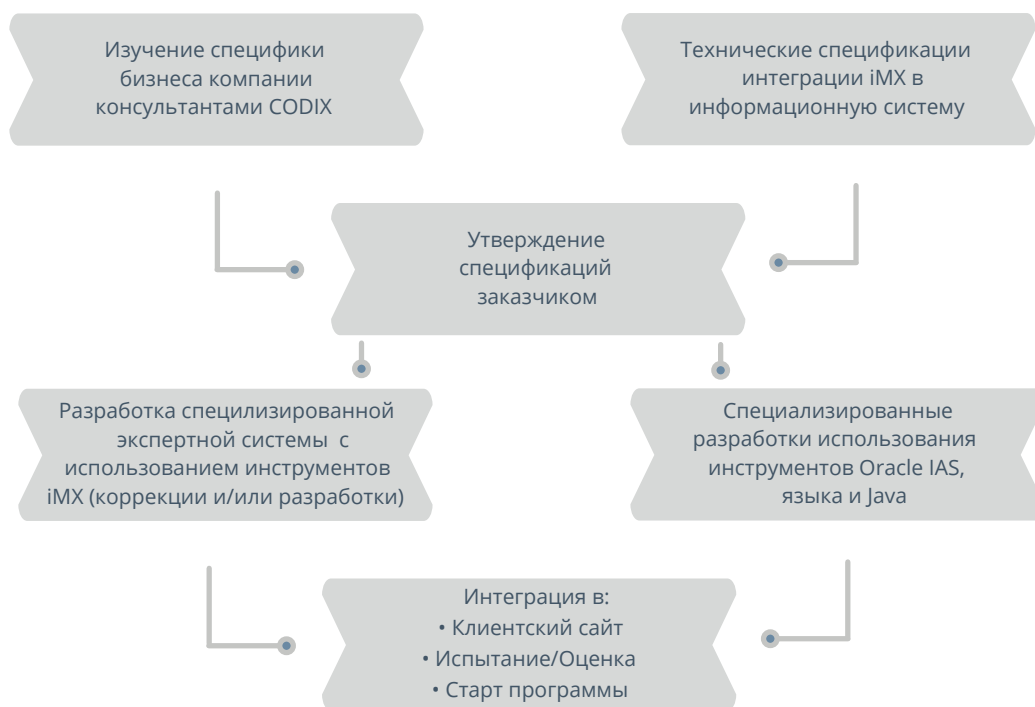 Изучение специфики
бизнеса компании
консультантами CODIX
Технические спецификации
интеграции iMX в
информационную систему
Утверждение
спецификаций
заказчиком
Разработка специлизированной
экспертной системы с
использованием инструментов
iMX (коррекции и/или разработки)
Специализированные
разработки использования
инструментов Oracle IAS,
языка и Java
Интеграция в:
• Клиентский сайт
• Испытание/Оценка
• Старт программы